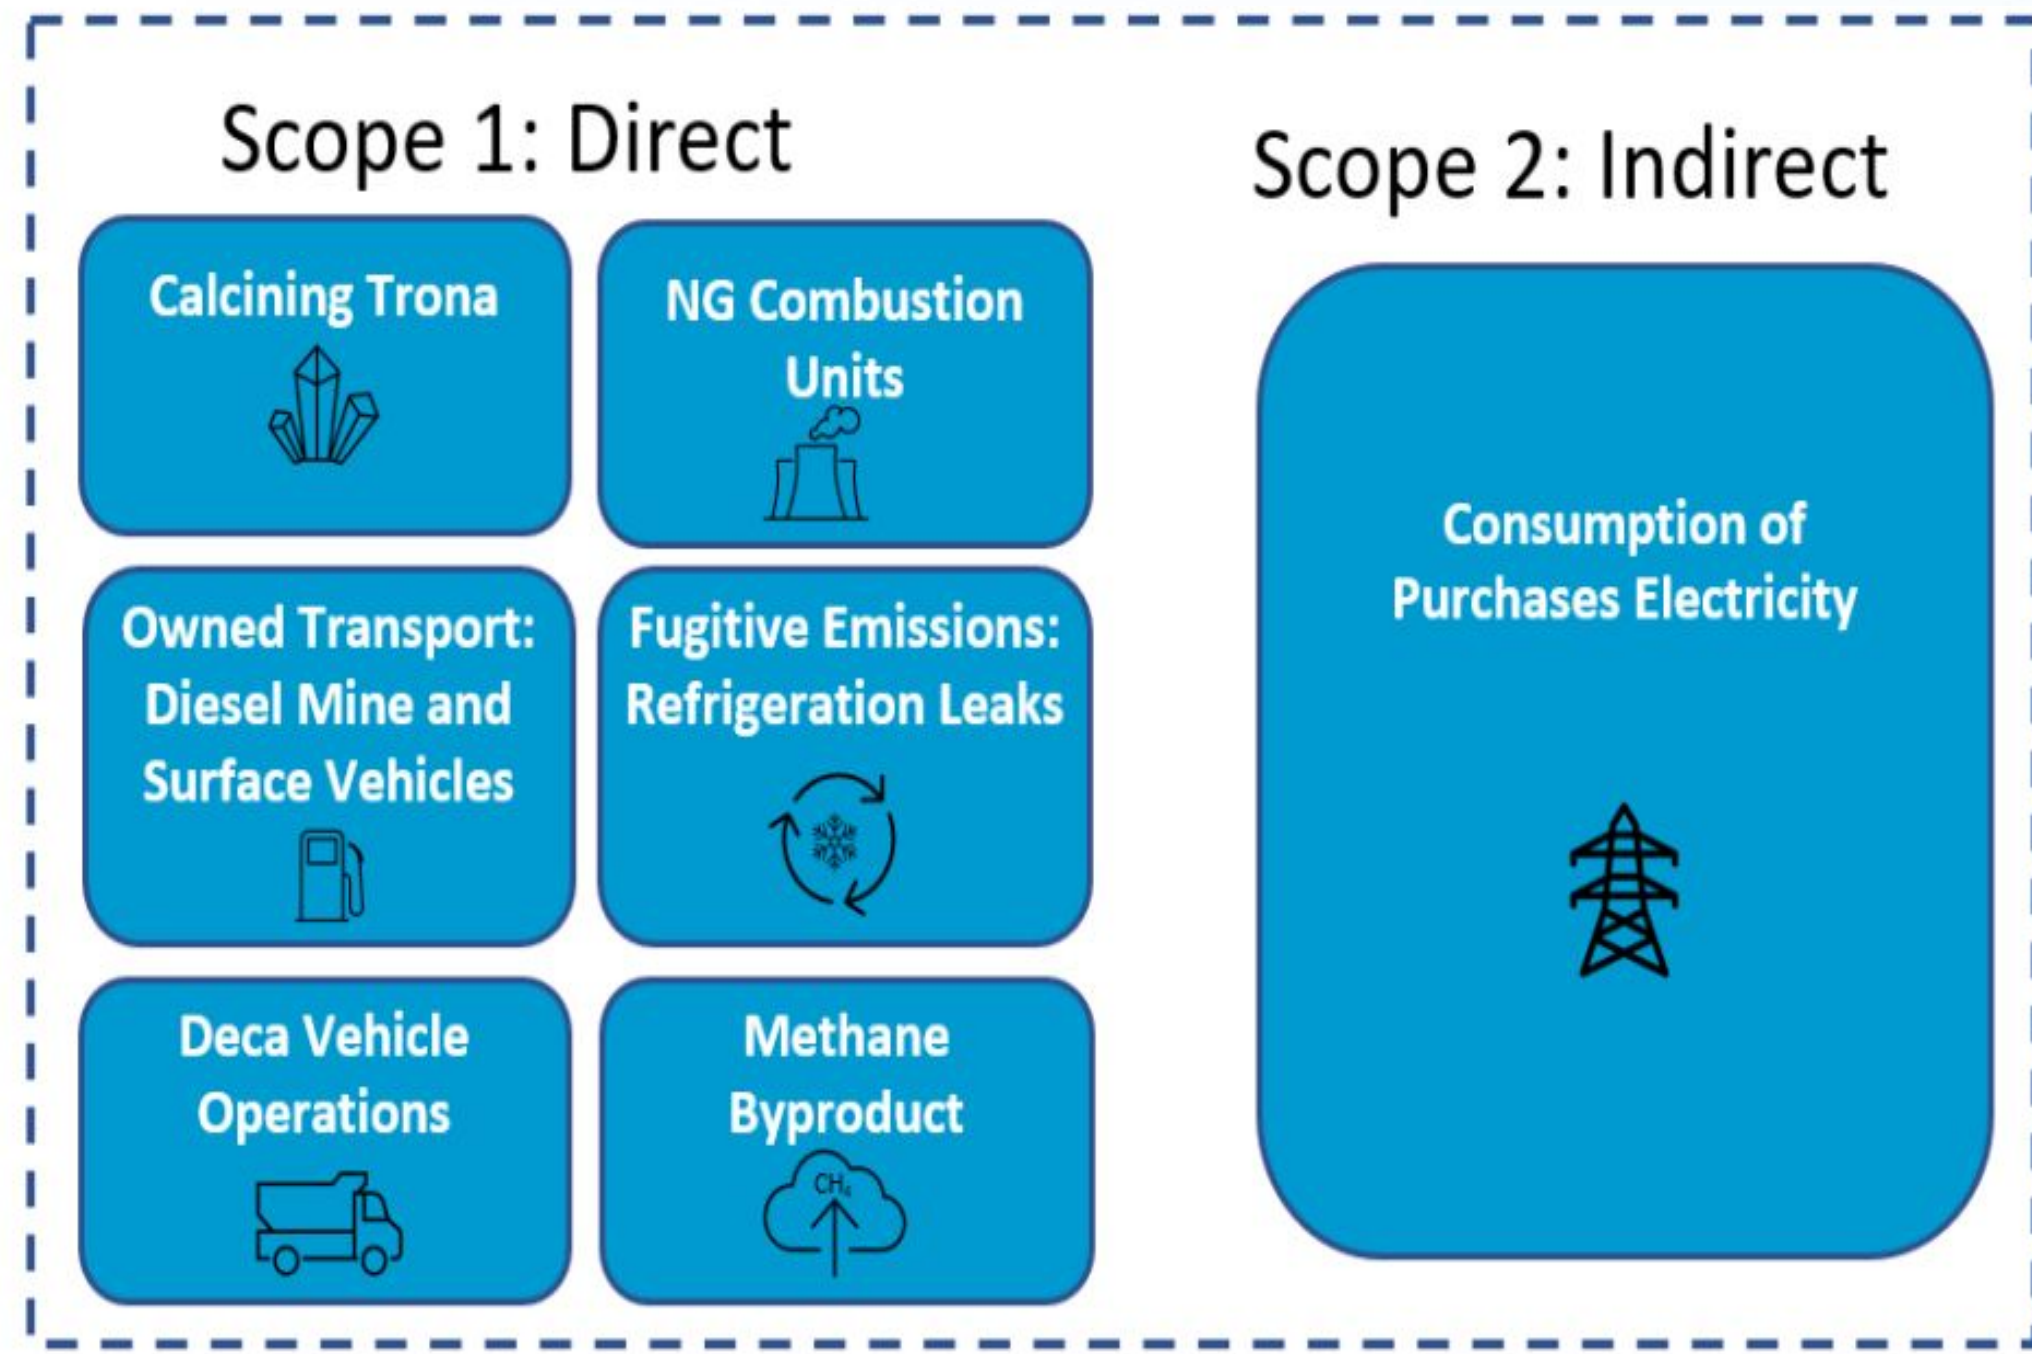 Scope 1: Direct
Calcining Trona
NG Combustion
Units
Owned Transport:
Diesel Mine and
Surface Vehicles
Fugitive Emissions:
Refrigeration Leaks
Deca Vehicle
Operations
Methane
Byproduct
CH₄
Scope 2: Indirect
Consumption of
Purchases Electricity